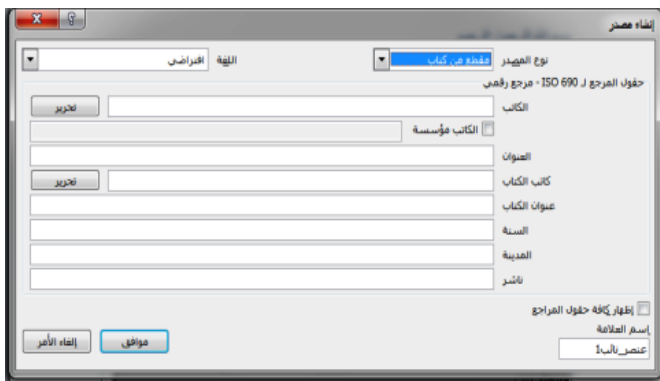 إنشاء مصدر
نوع المصدر مقطع من كتاب اللغة افتراضي
حقول المرجع لـ ISO 690 - مرجع رقمي
الكاتب تحرير
الكاتب مؤسسة
العنوان
كاتب الكتاب تحرير
عنوان الكتاب
السنة
المدينة
ناشر
إظهار كافة حقول المراجع
إسم العلامة
عنصر_نائب1
موافق إلغاء الأمر